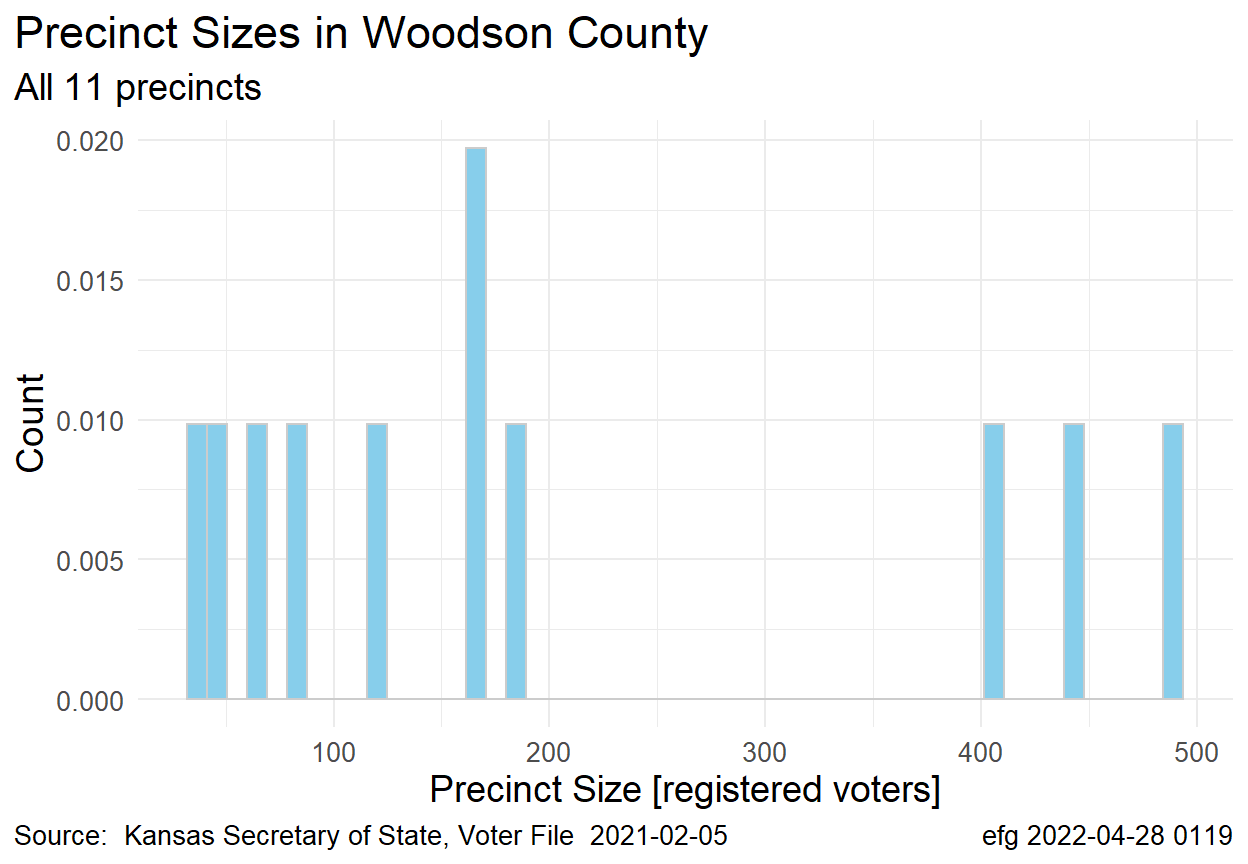 Precinct Sizes in Woodson County
All 11 precincts
0.020
0.015
0.010
0.005
0.000
Count
100 200 300 400 500
Precinct Size [registered voters]
Source:  Kansas Secretary of State, Voter File  2021-02-05
efg 2022-04-28 0119